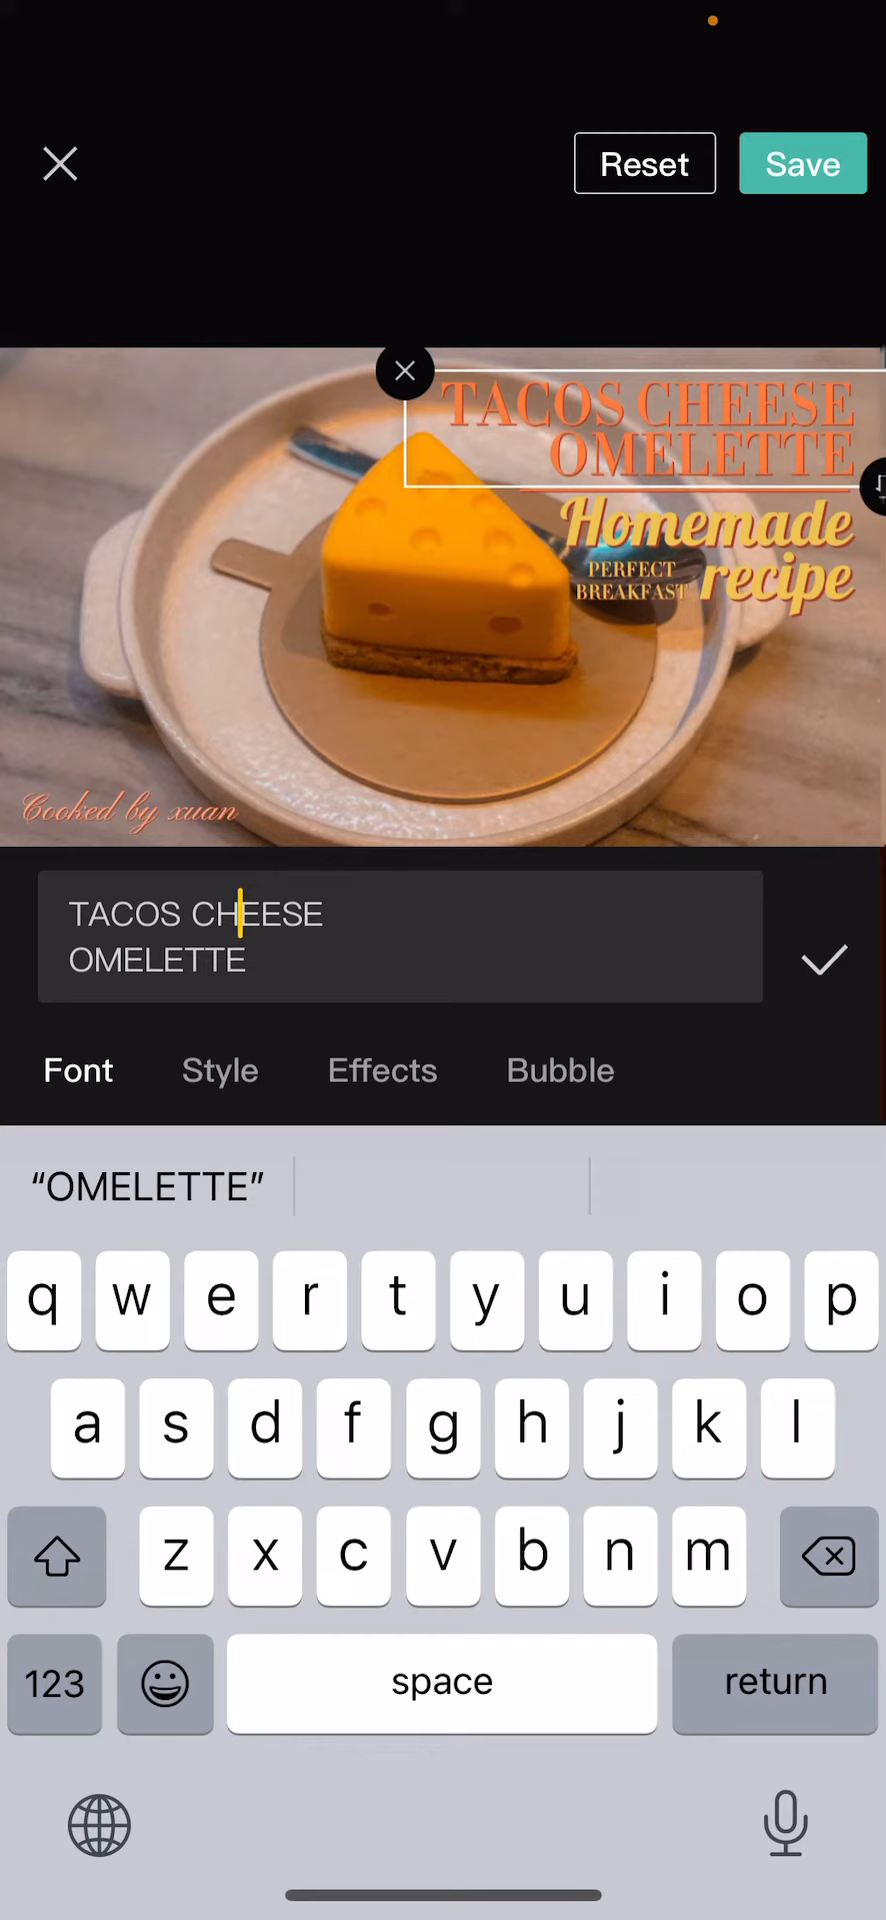 Reset
Save
TACOS CHEESE
OMELETTE
Homemade
PERFECT
BREAKFAST
recipe
Cooked by xuan
TACOS CHEESE
OMELETTE
Font
Style
Effects
Bubble
“OMELETTE”
q w e r t y u i o p
a s d f g h j k l
z x c v b n m
123
space
return